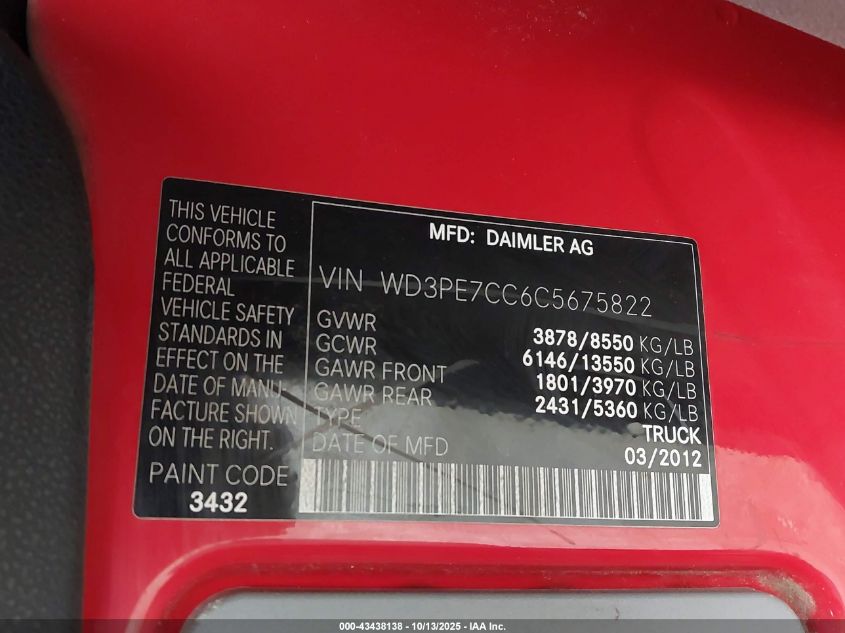 THIS VEHICLE
CONFORMS TO
ALL APPLICABLE
FEDERAL
VEHICLE SAFETY
STANDARDS IN
EFFECT ON THE
DATE OF MANU-
FACTURE SHOWN
ON THE RIGHT.
PAINT CODE
3432
MFD: DAIMLER AG
VIN WD3PE7CC6C5675822
GVWR 3878/8550 KG/LB
GCWR 6146/13550 KG/LB
GAWR FRONT 1801/3970 KG/LB
GAWR REAR 2431/5360 KG/LB
TYPE TRUCK
DATE OF MFD 03/2012
000-43438138 - 10/13/2025 - IAA Inc.